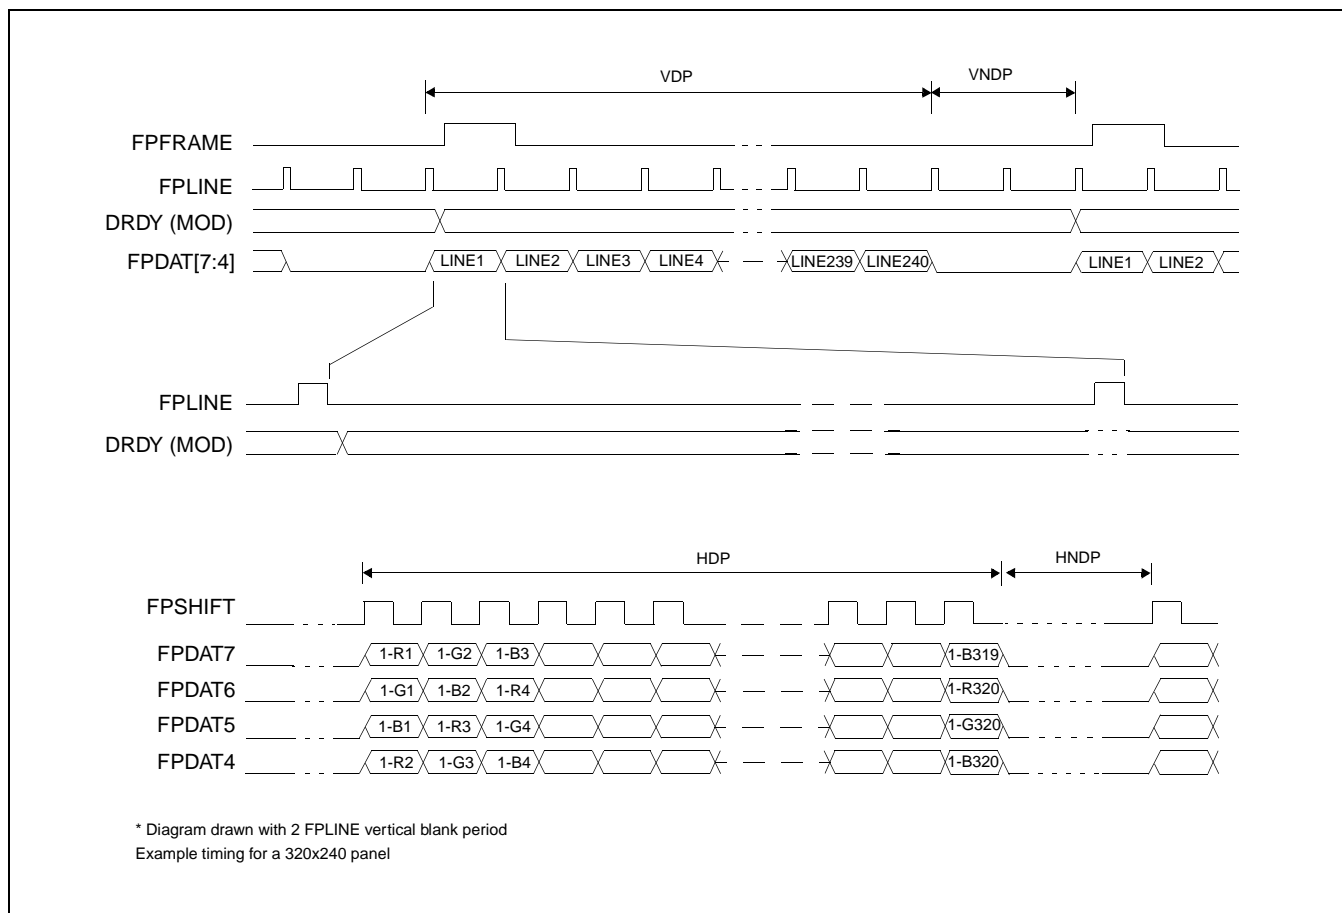 VDP VNDP
FPFRAME
FPLINE
DRDY (MOD)
FPDAT[7:4] LINE1 LINE2 LINE3 LINE4 LINE239 LINE240 LINE1 LINE2
FPLINE
DRDY (MOD)
HDP HNDP
FPSHIFT
FPDAT7 1-R1 1-G2 1-B3 1-B319
FPDAT6 1-G1 1-B2 1-R4 1-R320
FPDAT5 1-B1 1-R3 1-G4 1-G320
FPDAT4 1-R2 1-G3 1-B4 1-B320
* Diagram drawn with 2 FPLINE vertical blank period
Example timing for a 320x240 panel